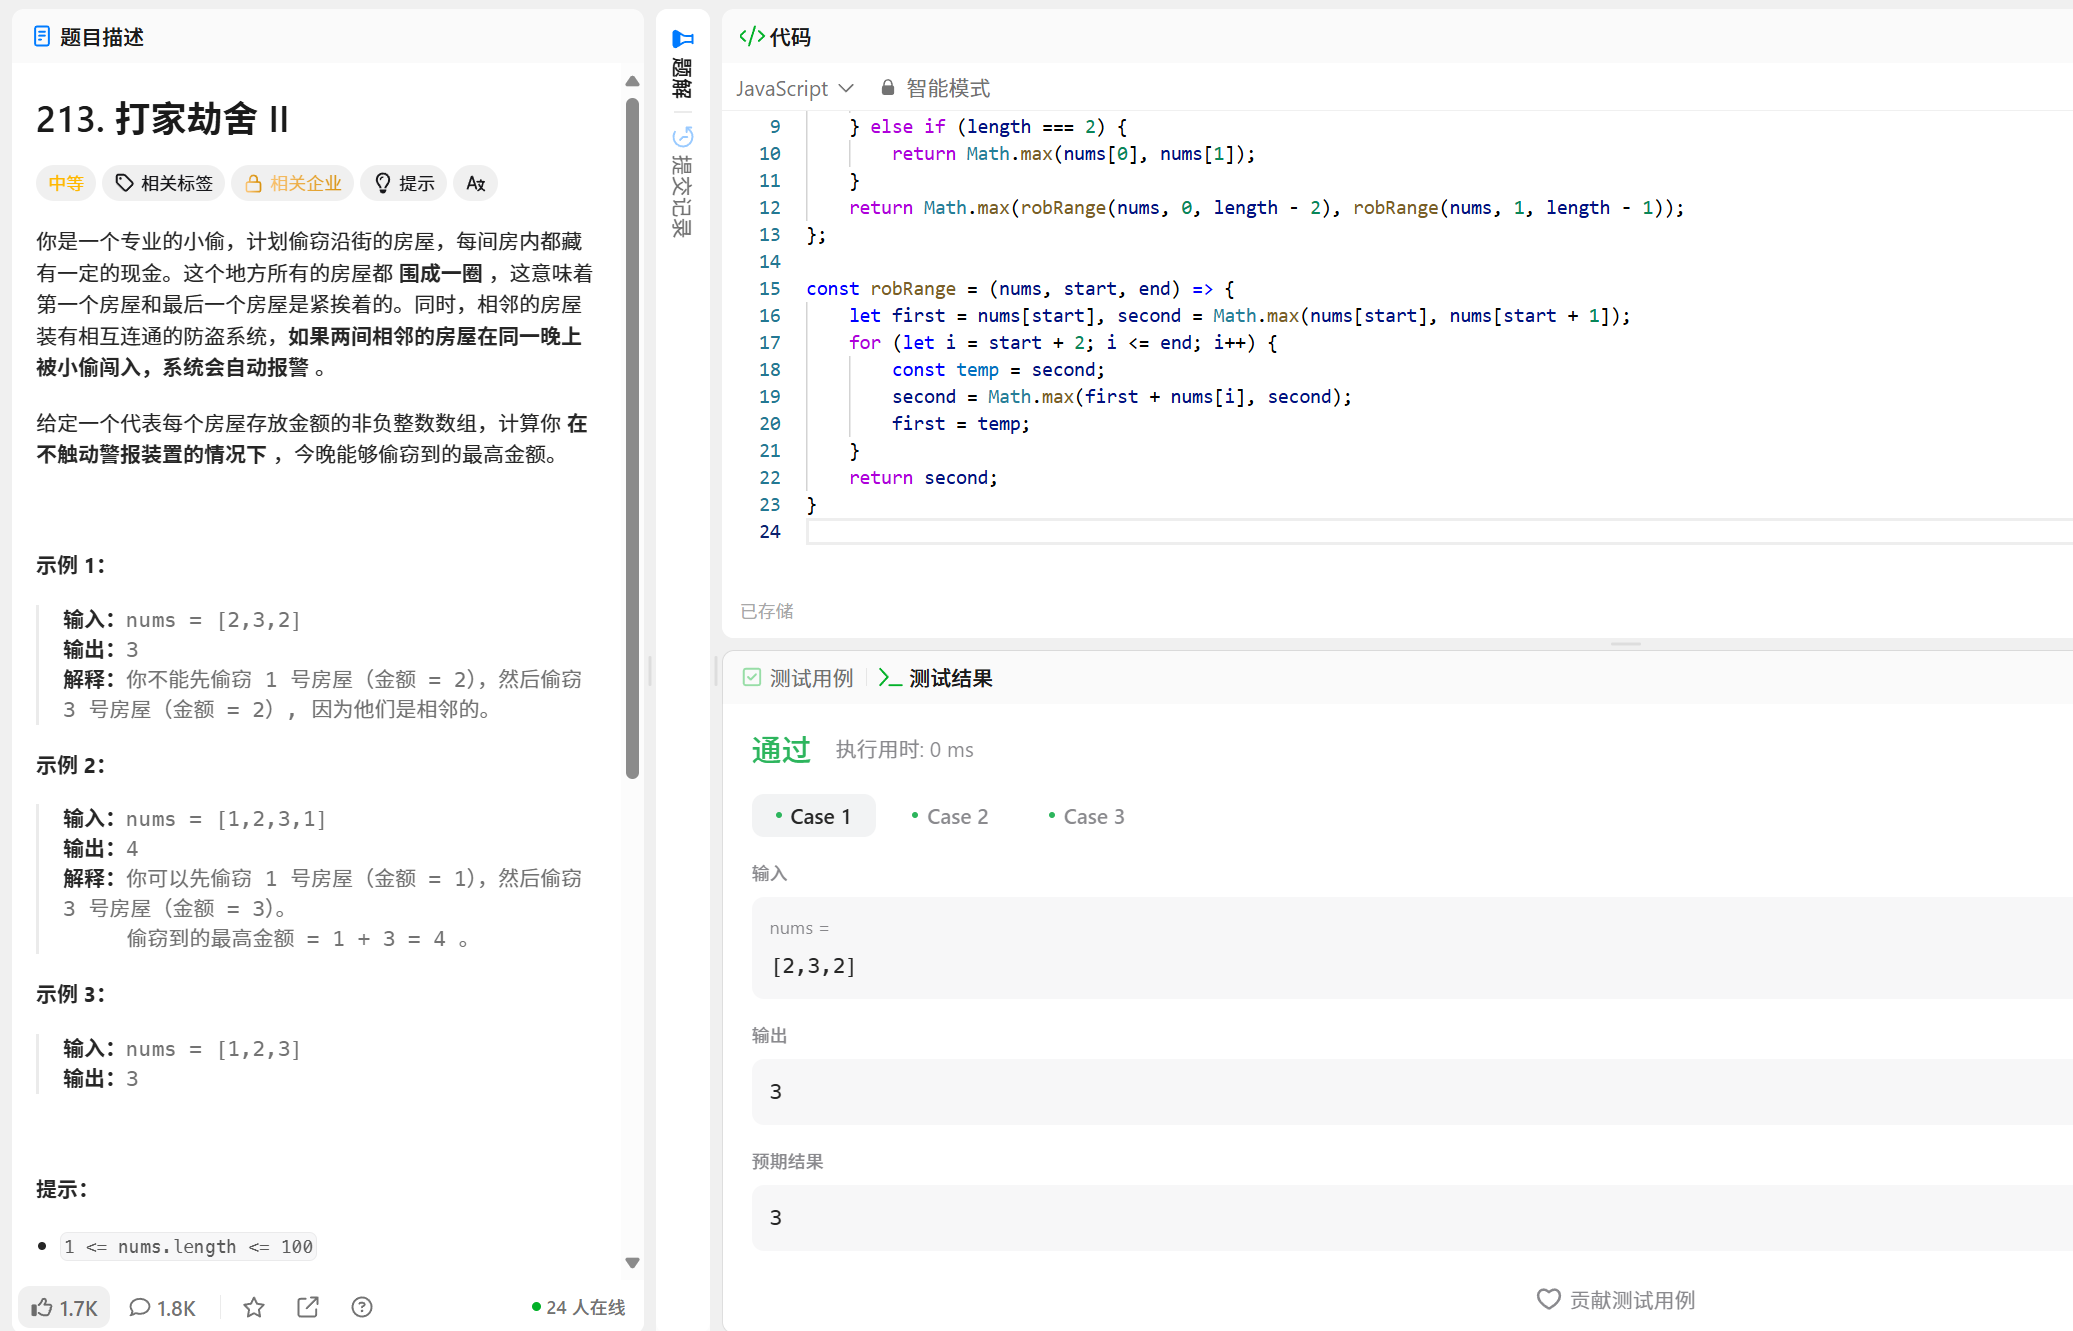 题目描述
213. 打家劫舍 II
中等
相关标签
相关企业
提示
你是一个专业的小偷，计划偷窃沿街的房屋，每间房内都藏
有一定的现金。这个地方所有的房屋都 围成一圈 ，这意味着
第一个房屋和最后一个房屋是紧挨着的。同时，相邻的房屋
装有相互连通的防盗系统，如果两间相邻的房屋在同一晚上
被小偷闯入，系统会自动报警 。
给定一个代表每个房屋存放金额的非负整数数组，计算你 在
不触动警报装置的情况下 ，今晚能够偷窃到的最高金额。
示例 1：
输入：nums = [2,3,2]
输出：3
解释：你不能先偷窃 1 号房屋（金额 = 2），然后偷窃
3 号房屋（金额 = 2）, 因为他们是相邻的。
示例 2：
输入：nums = [1,2,3,1]
输出：4
解释：你可以先偷窃 1 号房屋（金额 = 1），然后偷窃
3 号房屋（金额 = 3）。
偷窃到的最高金额 = 1 + 3 = 4 。
示例 3：
输入：nums = [1,2,3]
输出：3
提示：
1 <= nums.length <= 100
1.7K
1.8K
24 人在线
题解
提交记录
</> 代码
JavaScript
智能模式
9 } else if (length === 2) {
10 return Math.max(nums[0], nums[1]);
11 }
12 return Math.max(robRange(nums, 0, length - 2), robRange(nums, 1, length - 1));
13 };
14
15 const robRange = (nums, start, end) => {
16 let first = nums[start], second = Math.max(nums[start], nums[start + 1]);
17 for (let i = start + 2; i <= end; i++) {
18 const temp = second;
19 second = Math.max(first + nums[i], second);
20 first = temp;
21 }
22 return second;
23 }
24
已存储
测试用例
>_ 测试结果
通过
执行用时: 0 ms
Case 1
Case 2
Case 3
输入
nums =
[2,3,2]
输出
3
预期结果
3
贡献测试用例